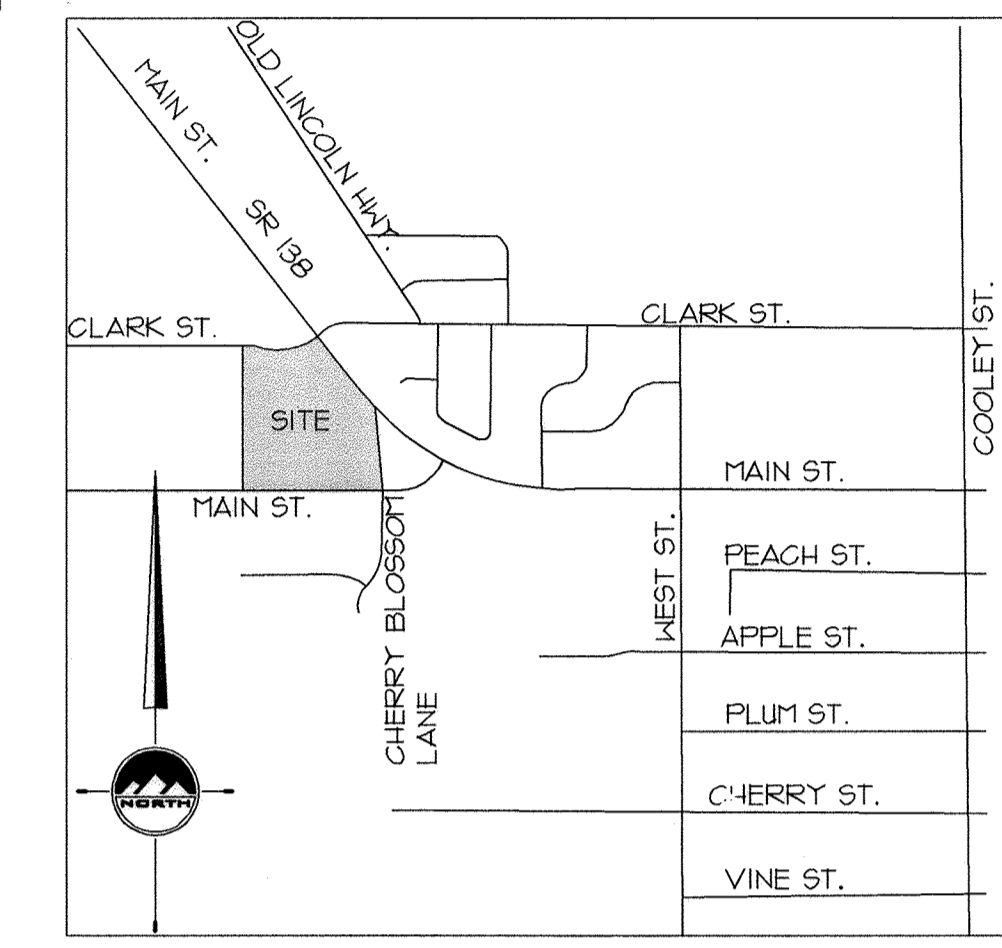 OLD LINCOLN HWY.
MAIN ST.
SR 138
CLARK ST.
CLARK ST.
COOLEY ST.
SITE
MAIN ST.
MAIN ST.
CHERRY BLOSSOM
LANE
WEST ST.
PEACH ST.
APPLE ST.
PLUM ST.
CHERRY ST.
NORTH
VINE ST.